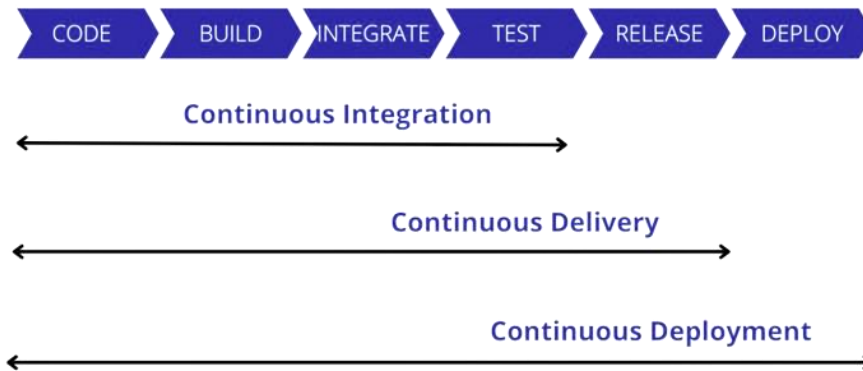 CODE BUILD INTEGRATE TEST RELEASE DEPLOY
Continuous Integration
Continuous Delivery
Continuous Deployment